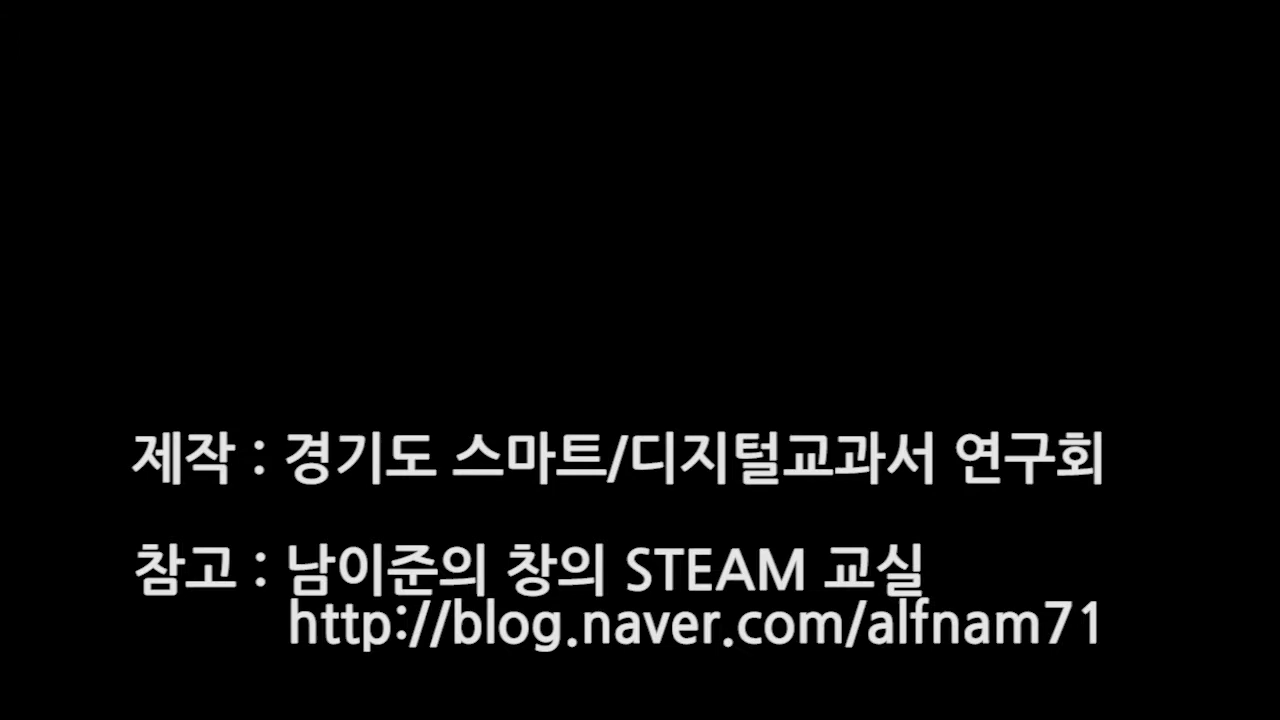 제작 : 경기도 스마트/디지털교과서 연구회
참고 : 남이준의 창의 STEAM 교실
http://blog.naver.com/alfnam71